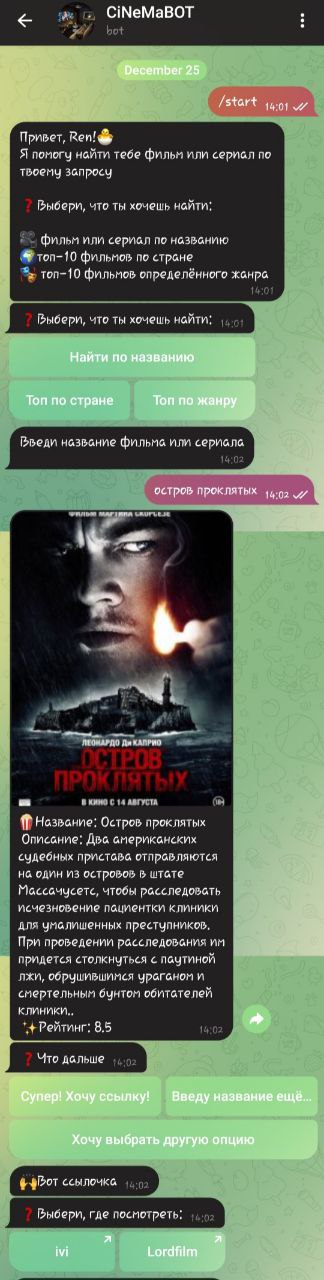 CiNeMaBOT
bot
December 25
/start 14:01
Привет, Ren!🐣
Я помогу найти тебе фильм или сериал по
твоему запросу
❓Выбери, что ты хочешь найти:
🎥 фильм или сериал по названию
🌍топ-10 фильмов по стране
🎭 топ-10 фильмов определённого жанра
14:01
❓Выбери, что ты хочешь найти: 14:01
Найти по названию
Топ по стране
Топ по жанру
Введи название фильма или сериала
14:02
остров проклятых 14:02
ФИЛЬМ МАРТИНА СКОРСЕЗЕ
ЛЕОНАРДО ДиКАПРИО
ОСТРОВ
ПРОКЛЯТЫХ
В КИНО С 14 АВГУСТА
18+
🍿Название: Остров проклятых
Описание: Два американских
судебных пристава отправляются
на один из островов в штате
Массачусетс, чтобы расследовать
исчезновение пациентки клиники
для умалишенных преступников.
При проведении расследования им
придется столкнуться с паутиной
лжи, обрушившимся ураганом и
смертельным бунтом обитателей
клиники..
✨Рейтинг: 8.5
14:02
❓Что дальше 14:02
Супер! Хочу ссылку!
Введу название ещё...
Хочу выбрать другую опцию
🙌Вот ссылочка 14:02
❓Выбери, где посмотреть: 14:02
ivi
Lordfilm